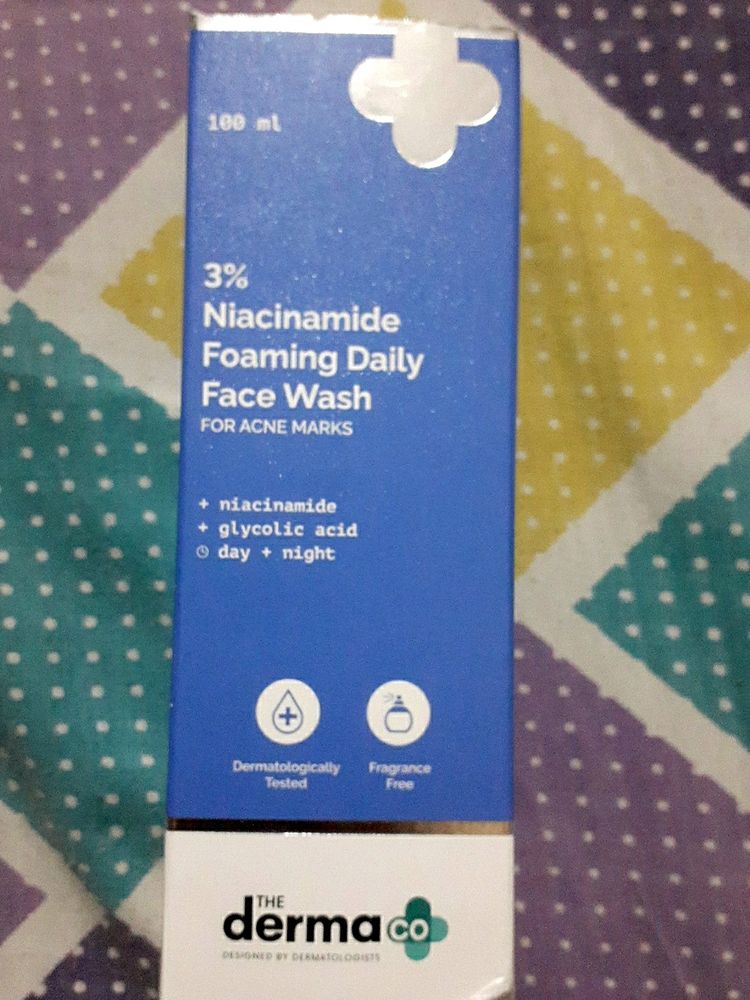 100 ml
3%
Niacinamide
Foaming Daily
Face Wash
FOR ACNE MARKS
+ niacinamide
+ glycolic acid
day + night
Dermatologically
Tested
Fragrance
Free
THE
derma co
DESIGNED BY DERMATOLOGISTS